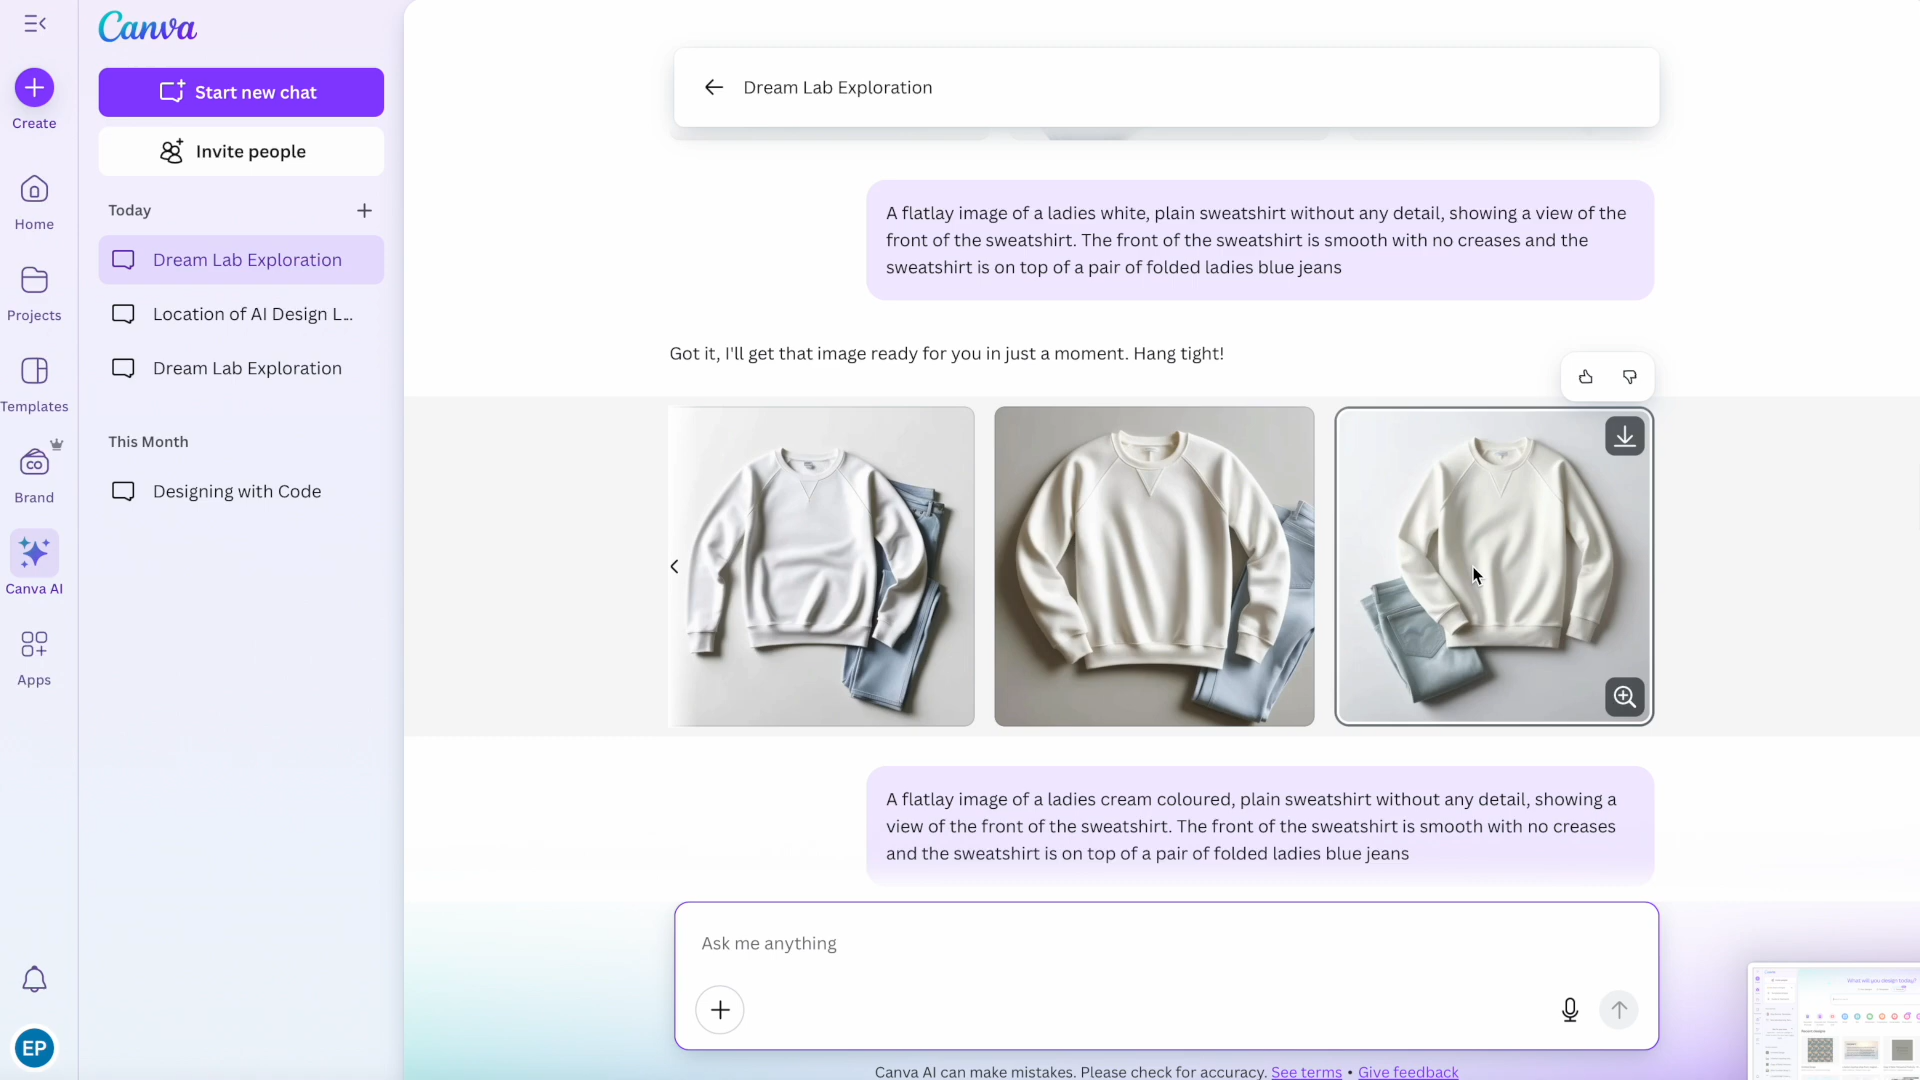 Canva
Start new chat
Create
Invite people
Home
Today
Dream Lab Exploration
Projects
Location of AI Design L...
Dream Lab Exploration
Templates
This Month
Designing with Code
CO
Brand
Canva AI
Apps
EP
Dream Lab Exploration
A flatlay image of a ladies white, plain sweatshirt without any detail, showing a view of the
front of the sweatshirt. The front of the sweatshirt is smooth with no creases and the
sweatshirt is on top of a pair of folded ladies blue jeans
Got it, I'll get that image ready for you in just a moment. Hang tight!
A flatlay image of a ladies cream coloured, plain sweatshirt without any detail, showing a
view of the front of the sweatshirt. The front of the sweatshirt is smooth with no creases
and the sweatshirt is on top of a pair of folded ladies blue jeans
Ask me anything
Canva AI can make mistakes. Please check for accuracy. See terms • Give feedback
What will you design today?